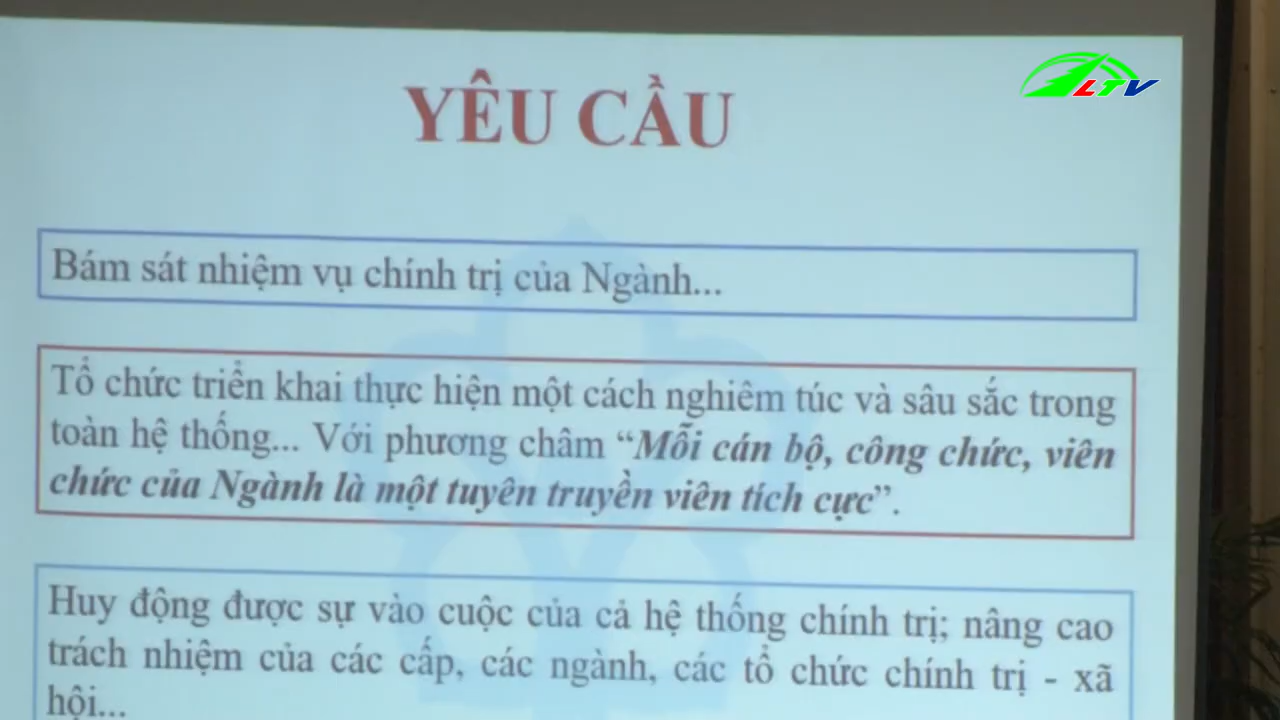 LTV
YÊU CẦU
Bám sát nhiệm vụ chính trị của Ngành...
Tổ chức triển khai thực hiện một cách nghiêm túc và sâu sắc trong
toàn hệ thống... Với phương châm “Mỗi cán bộ, công chức, viên
chức của Ngành là một tuyên truyền viên tích cực”.
Huy động được sự vào cuộc của cả hệ thống chính trị; nâng cao
trách nhiệm của các cấp, các ngành, các tổ chức chính trị - xã
hội...